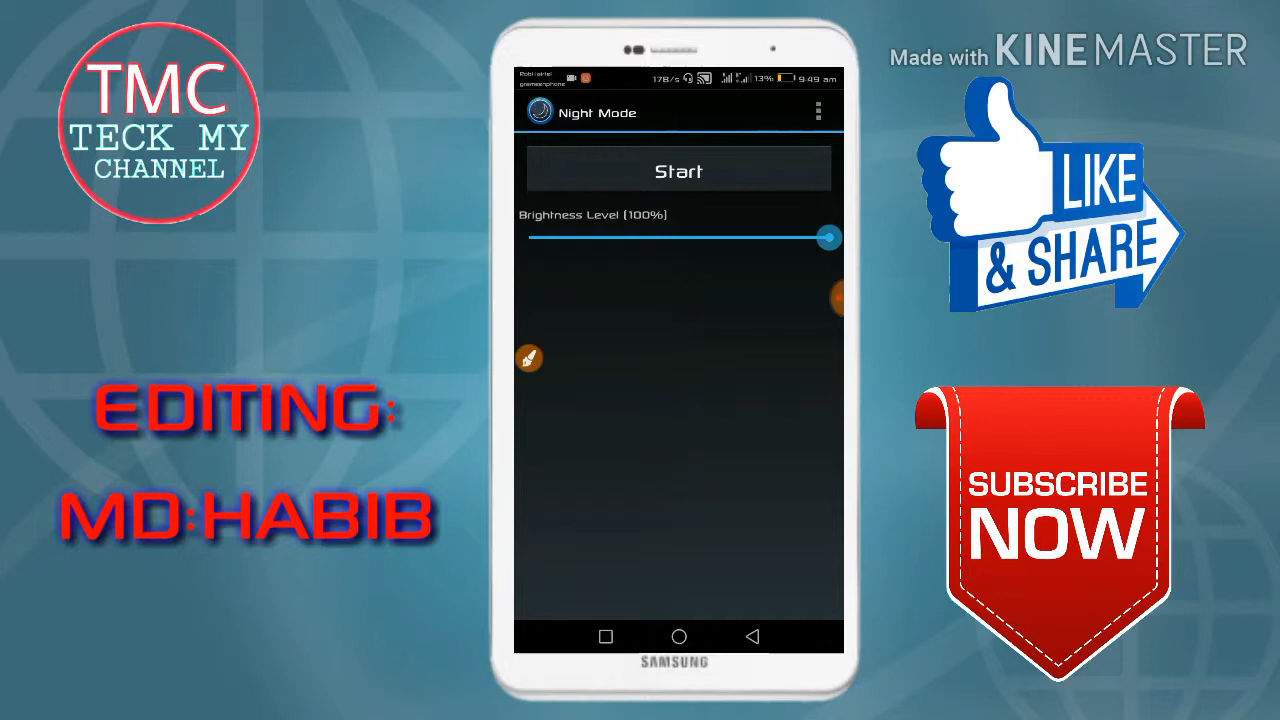 TMC
TECK MY
CHANNEL
EDITING:
MD:HABIB
Robi|airtel
grameenphone
17B/s
13%
9:49 am
Night Mode
Start
Brightness Level (100%)
SAMSUNG
Made with KINEMASTER
LIKE
& SHARE
SUBSCRIBE
NOW